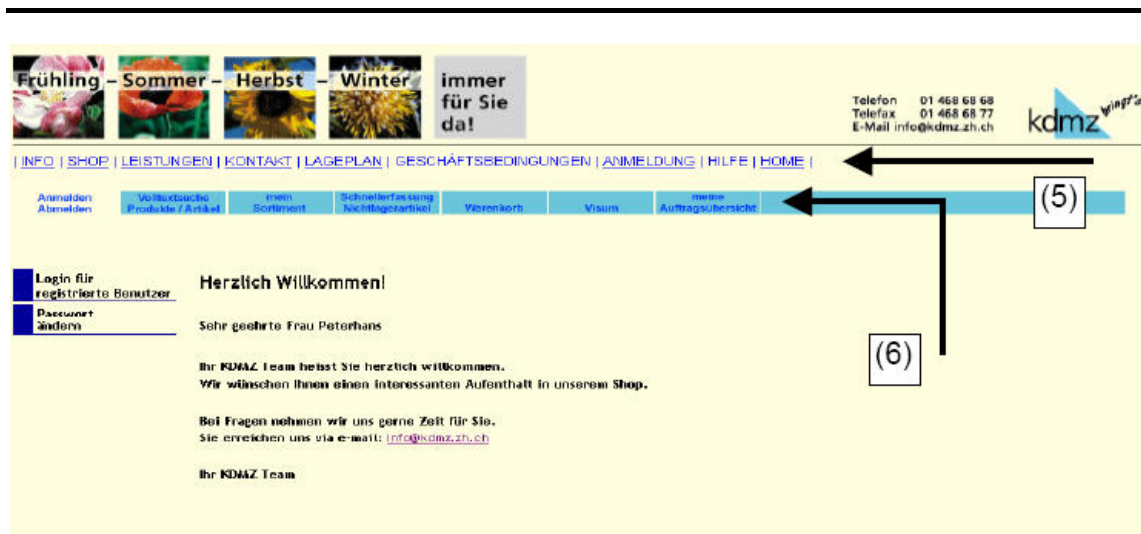 Frühling – Sommer – Herbst – Winter
immer
für Sie
da!
Telefon 01 468 68 68
Telefax 01 468 68 77
E-Mail info@kdmz.zh.ch
kdmz
| INFO | SHOP | LEISTUNGEN | KONTAKT | LAGEPLAN | GESCHÄFTSBEDINGUNGEN | ANMELDUNG | HILFE | HOME |
(5)
Anmelden Abmelden
Volltextsuche Produkte / Artikel
mein Sortiment
Schnellerfassung Nichtlagerartikel
Warenkorb
Visum
meine Auftragsübersicht
Login für
registrierte Benutzer
Passwort
ändern
Herzlich Willkommen!
Sehr geehrte Frau Peterhans
Ihr KDMZ Team heisst Sie herzlich willkommen.
Wir wünschen Ihnen einen interessanten Aufenthalt in unserem Shop.
Bei Fragen nehmen wir uns gerne Zeit für Sie.
Sie erreichen uns via e-mail: info@kdmz.zh.ch
Ihr KDMZ Team
(6)